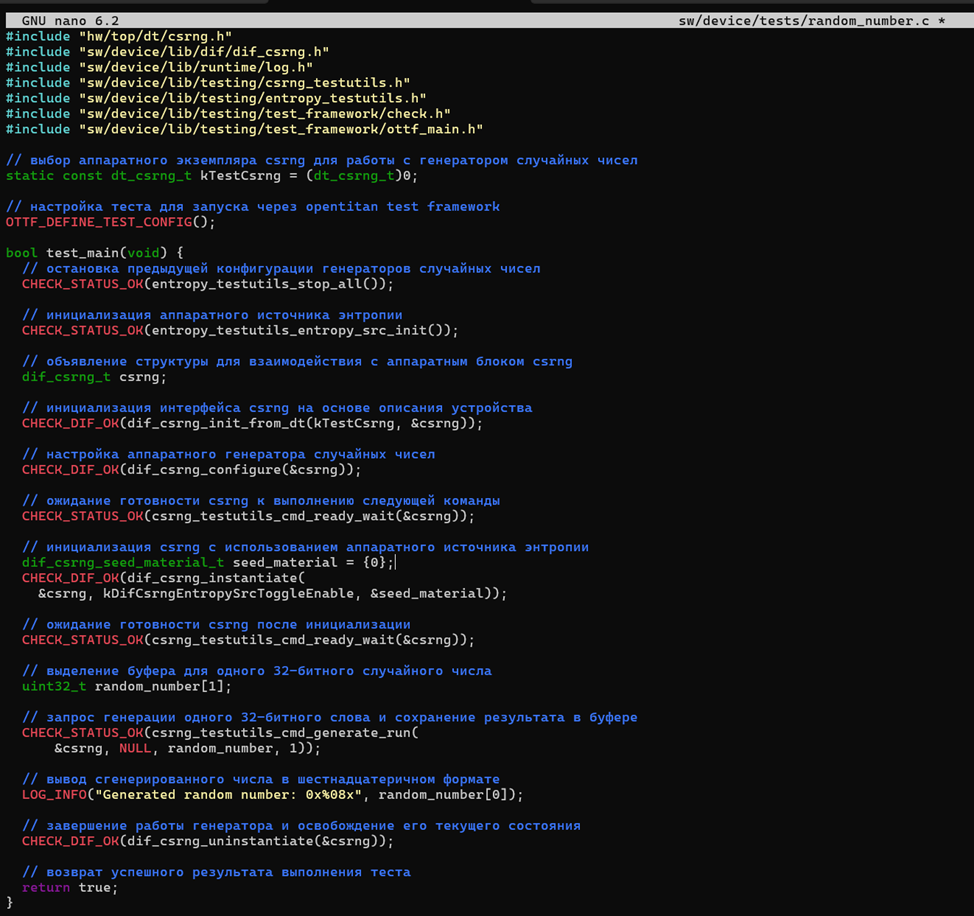 GNU nano 6.2 sw/device/tests/random_number.c *
#include "hw/top/dt/csrng.h"
#include "sw/device/lib/dif/dif_csrng.h"
#include "sw/device/lib/runtime/log.h"
#include "sw/device/lib/testing/csrng_testutils.h"
#include "sw/device/lib/testing/entropy_testutils.h"
#include "sw/device/lib/testing/test_framework/check.h"
#include "sw/device/lib/testing/test_framework/ottf_main.h"
// выбор аппаратного экземпляра csrng для работы с генератором случайных чисел
static const dt_csrng_t kTestCsrng = (dt_csrng_t)0;
// настройка теста для запуска через opentitan test framework
OTTF_DEFINE_TEST_CONFIG();
bool test_main(void) {
// остановка предыдущей конфигурации генераторов случайных чисел
CHECK_STATUS_OK(entropy_testutils_stop_all());
// инициализация аппаратного источника энтропии
CHECK_STATUS_OK(entropy_testutils_entropy_src_init());
// объявление структуры для взаимодействия с аппаратным блоком csrng
dif_csrng_t csrng;
// инициализация интерфейса csrng на основе описания устройства
CHECK_DIF_OK(dif_csrng_init_from_dt(kTestCsrng, &csrng));
// настройка аппаратного генератора случайных чисел
CHECK_DIF_OK(dif_csrng_configure(&csrng));
// ожидание готовности csrng к выполнению следующей команды
CHECK_STATUS_OK(csrng_testutils_cmd_ready_wait(&csrng));
// инициализация csrng с использованием аппаратного источника энтропии
dif_csrng_seed_material_t seed_material = {0};
CHECK_DIF_OK(dif_csrng_instantiate(
&csrng, kDifCsrngEntropySrcToggleEnable, &seed_material));
// ожидание готовности csrng после инициализации
CHECK_STATUS_OK(csrng_testutils_cmd_ready_wait(&csrng));
// выделение буфера для одного 32-битного случайного числа
uint32_t random_number[1];
// запрос генерации одного 32-битного слова и сохранение результата в буфере
CHECK_STATUS_OK(csrng_testutils_cmd_generate_run(
&csrng, NULL, random_number, 1));
// вывод сгенерированного числа в шестнадцатеричном формате
LOG_INFO("Generated random number: 0x%08x", random_number[0]);
// завершение работы генератора и освобождение его текущего состояния
CHECK_DIF_OK(dif_csrng_uninstantiate(&csrng));
// возврат успешного результата выполнения теста
return true;
}